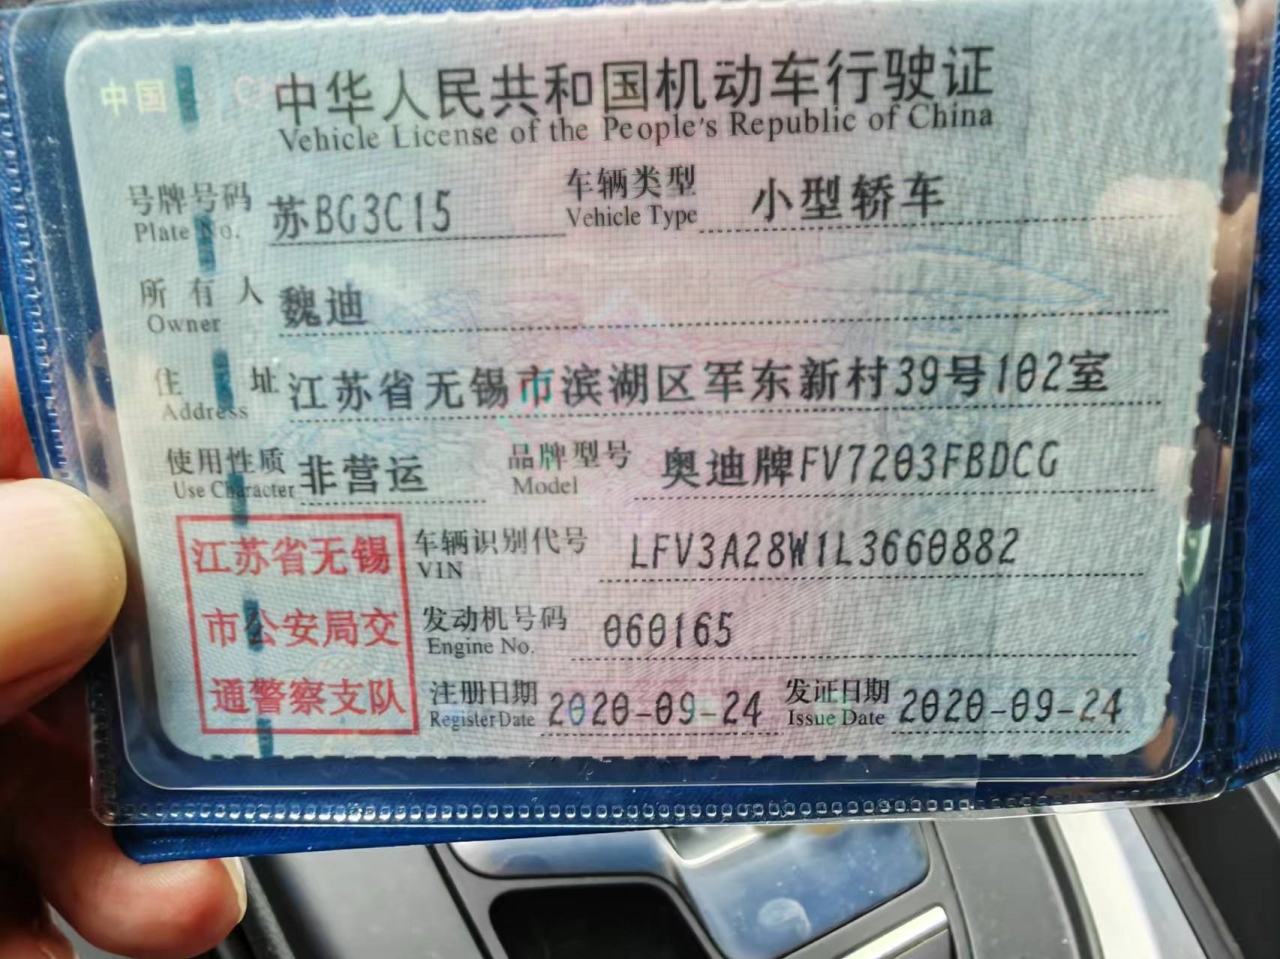 中国
中华人民共和国机动车行驶证
Vehicle License of the People's Republic of China
号牌号码 苏BG3C15 车辆类型 小型轿车
Plate No. Vehicle Type
所有人 魏迪
Owner
住址 江苏省无锡市滨湖区军东新村39号102室
Address
使用性质 非营运 品牌型号 奥迪牌FV7203FBDCG
Use Character Model
江苏省无锡
市公安局交
通警察支队
车辆识别代号 LFV3A28W1L3660882
VIN
发动机号码 060165
Engine No.
注册日期 2020-09-24 发证日期 2020-09-24
Register Date Issue Date